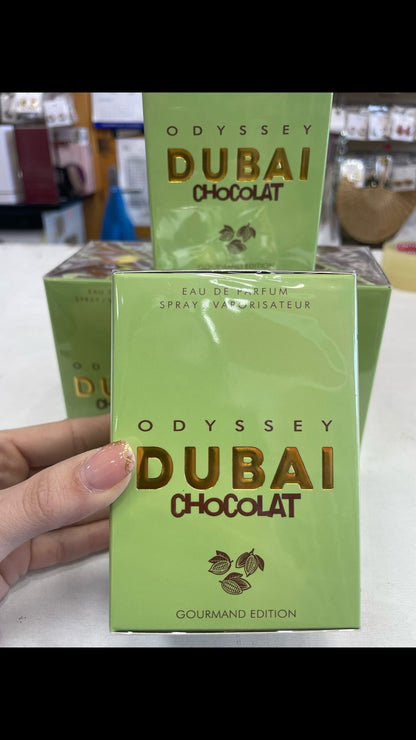 ODYSSEY
DUBAI
CHOCOLAT
EAU DE PARFUM
SPRAY / VAPORISATEUR
ODYSSEY
DUBAI
CHOCOLAT
GOURMAND EDITION